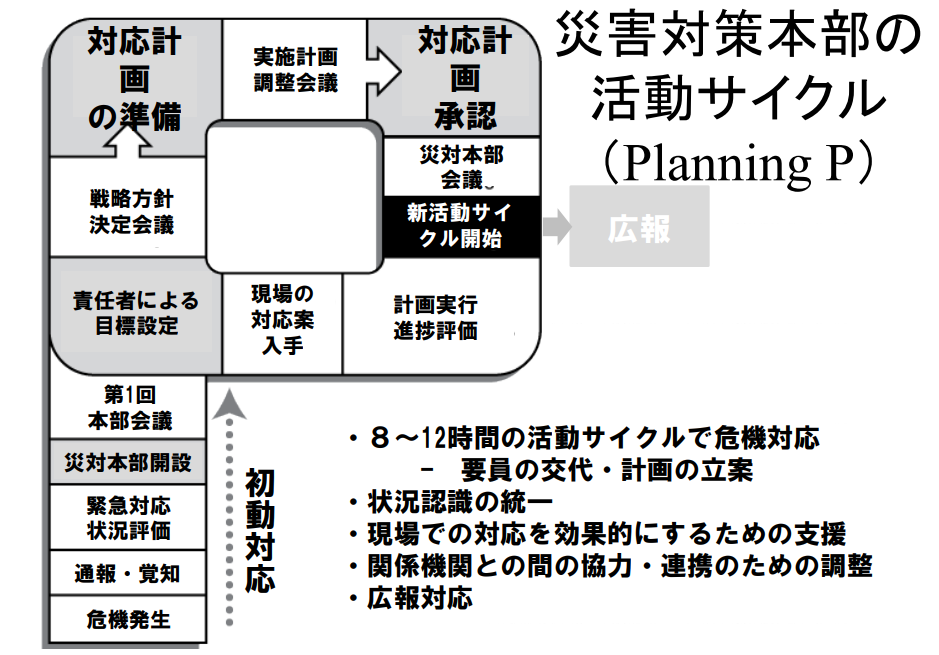 災害対策本部の
活動サイクル
（Planning P）
対応計
画
の準備
実施計画
調整会議
対応計
画
承認
災対本部
会議。
新活動サイ
クル開始
広報
戦略方針
決定会議
責任者による
目標設定
現場の
対応案
入手
計画実行
進捗評価
第1回
本部会議
災対本部開設
緊急対応
状況評価
通報・覚知
危機発生
初動対応
・８～12時間の活動サイクルで危機対応
－ 要員の交代・計画の立案
・状況認識の統一
・現場での対応を効果的にするための支援
・関係機関との間の協力・連携のための調整
・広報対応